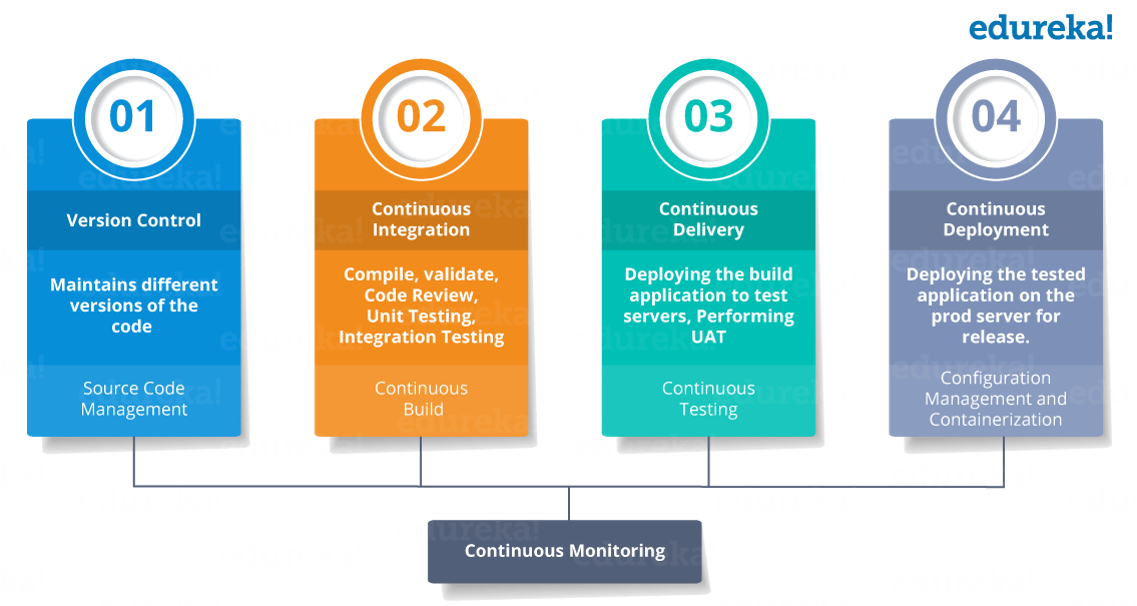 edureka!
01
Version Control
Maintains different
versions of the
code
Source Code
Management
02
Continuous
Integration
Compile, validate,
Code Review,
Unit Testing,
Integration Testing
Continuous
Build
03
Continuous
Delivery
Deploying the build
application to test
servers, Performing
UAT
Continuous
Testing
04
Continuous
Deployment
Deploying the tested
application on the
prod server for
release.
Configuration
Management and
Containerization
Continuous Monitoring